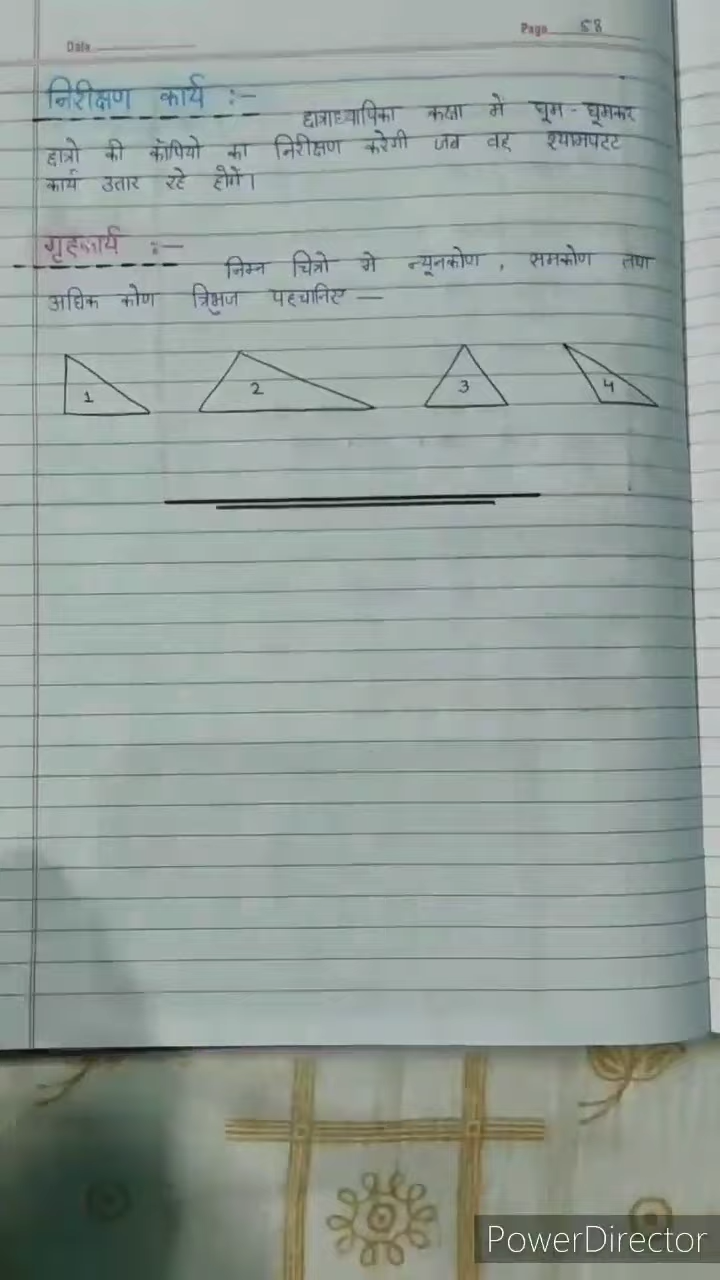 Date
Page 58
निरीक्षण कार्य :-
छात्राध्यापिका कक्षा में घूम - घूमकर
छात्रो की कॉपियो का निरीक्षण करेगी जब वह श्यामपटट
कार्य उतार रहे होगें।
गृहकार्य :-
निम्न चित्रो मे न्यूनकोण , समकोण तथा
अधिक कोण त्रिभुज पहचानिए —
1 2 3 4
PowerDirector